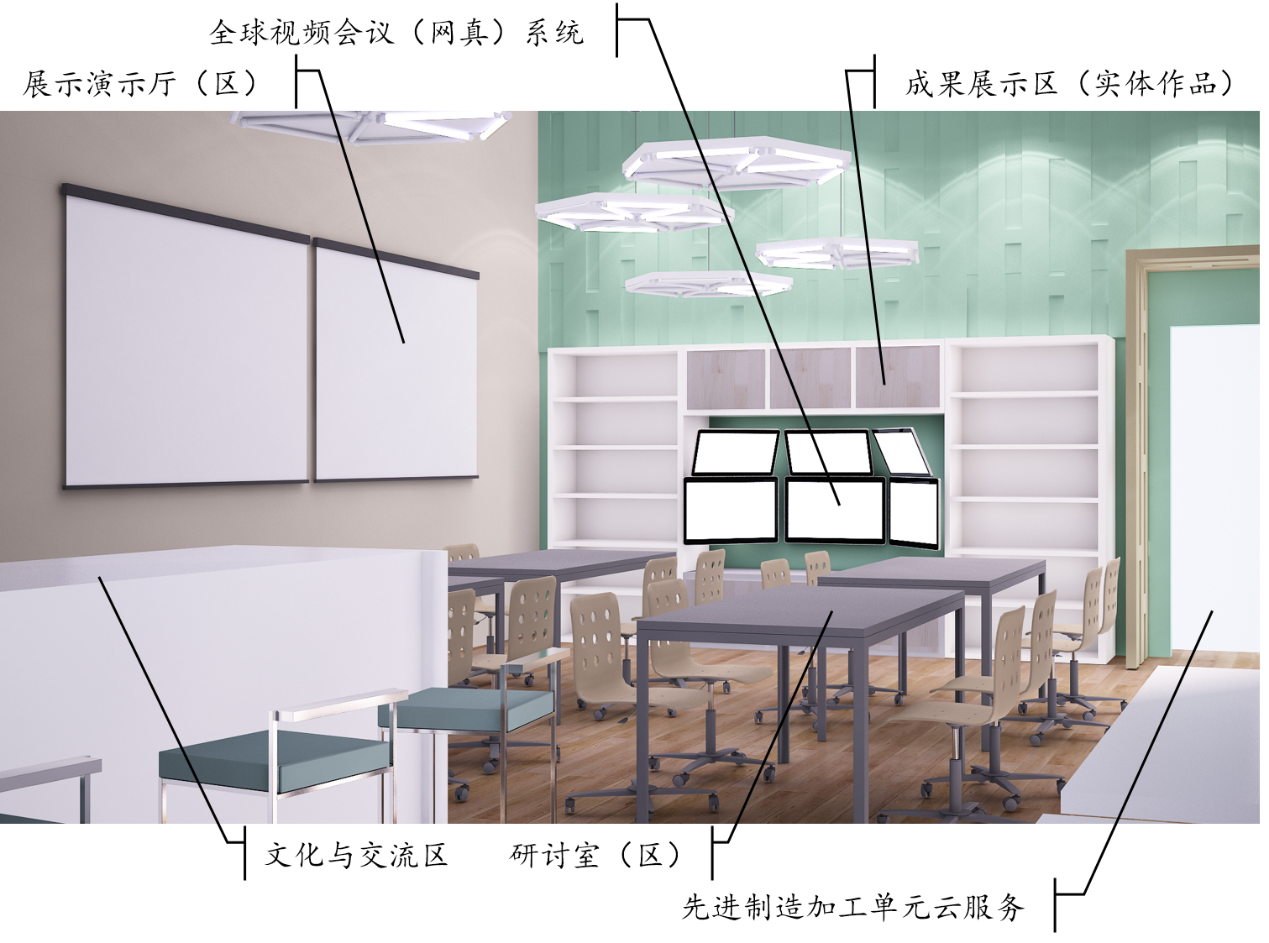 全球视频会议（网真）系统
展示演示厅（区）
成果展示区（实体作品）
文化与交流区
研讨室（区）
先进制造加工单元云服务